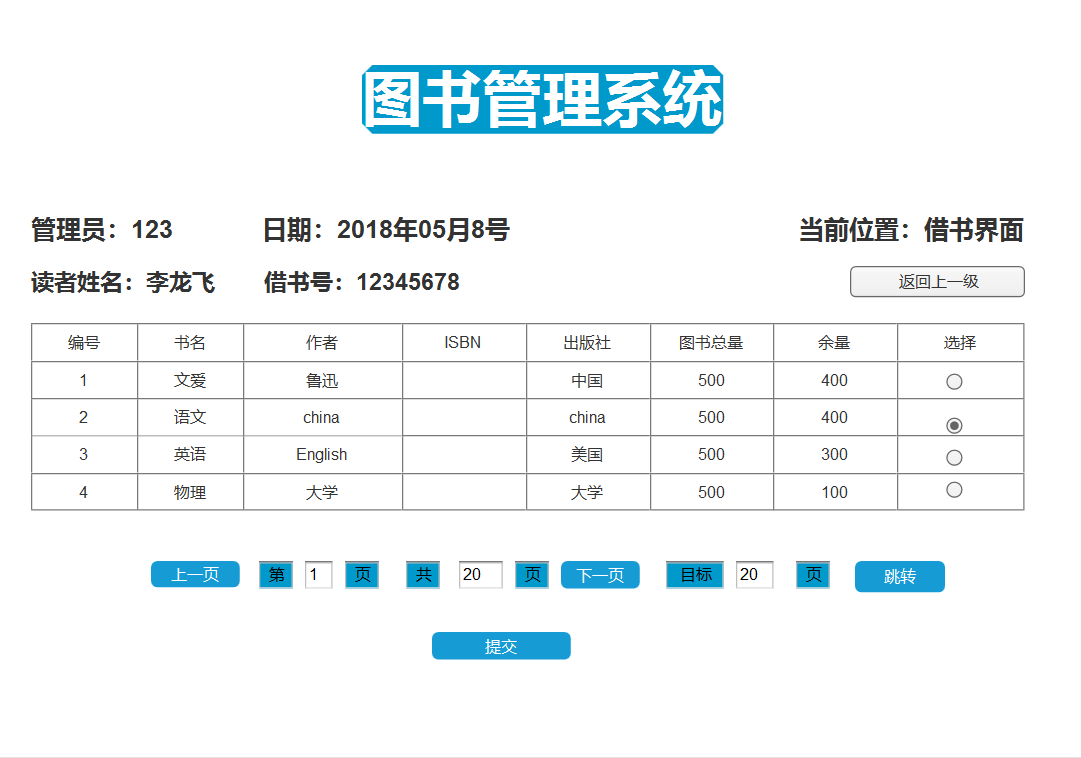 图书管理系统
管理员：123 日期：2018年05月8号 当前位置：借书界面
读者姓名：李龙飞 借书号：12345678 返回上一级
编号 书名 作者 ISBN 出版社 图书总量 余量 选择
1 文爱 鲁迅 中国 500 400
2 语文 china china 500 400
3 英语 English 美国 500 300
4 物理 大学 大学 500 100
上一页 第 1 页 共 20 页 下一页 目标 20 页 跳转
提交